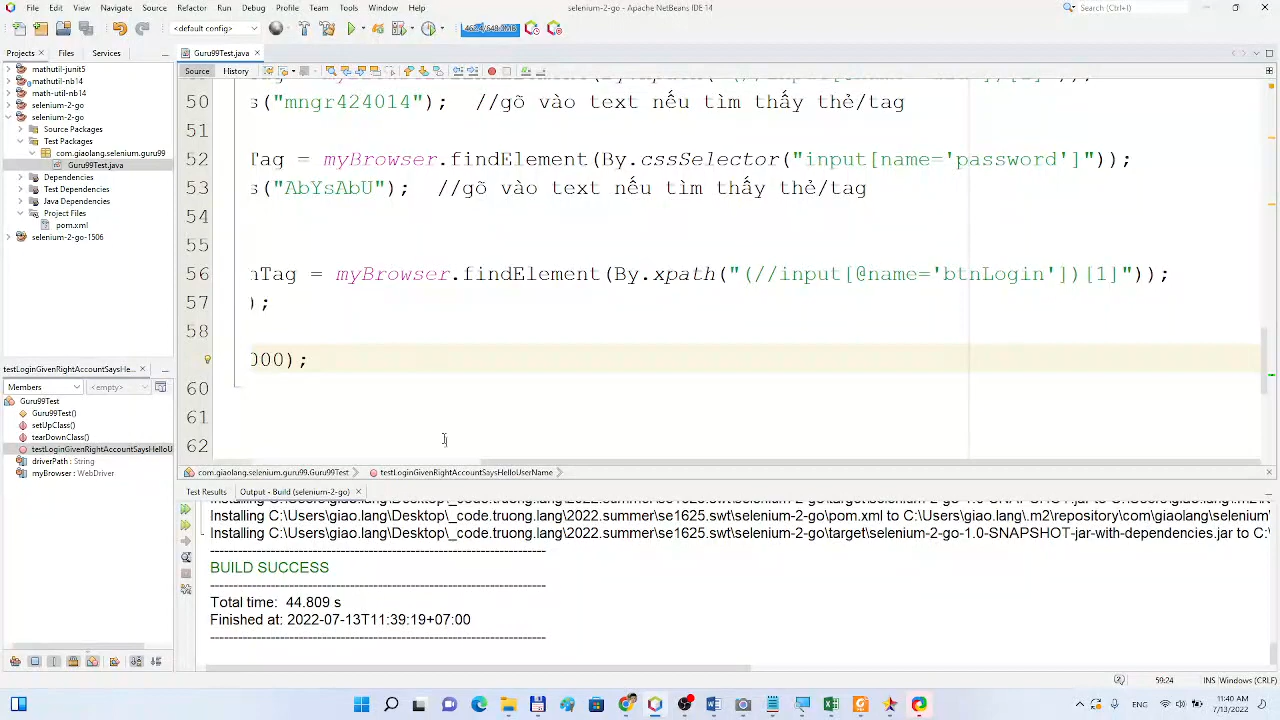 File Edit View Navigate Source Refactor Run Debug Profile Team Tools Window Help
selenium-2-go - Apache NetBeans IDE 14
Search (Ctrl+I)
<default config>
Projects
Files
Services
Guru99Test.java
Source
History
mathutil-junit5
math-util-nb14
math-nb14
selenium-2-go
Source Packages
Test Packages
com.giaolang.selenium.guru99
Guru99Test.java
Dependencies
Test Dependencies
Java Dependencies
Project Files
pom.xml
selenium-2-go-1506
50 s("mngr424014"); //gõ vào text nếu tìm thấy thẻ/tag
51
52 Tag = myBrowser.findElement(By.cssSelector("input[name='password']"));
53 s("AbYsAbU"); //gõ vào text nếu tìm thấy thẻ/tag
54
55
56 nTag = myBrowser.findElement(By.xpath("(//input[@name='btnLogin'])[1]"));
57 );
58
000);
60
61
62
testLoginGivenRightAccountSaysHe...
Members
<empty>
Guru99Test
Guru99Test()
setUpClass()
tearDownClass()
testLoginGivenRightAccountSaysHelloU
driverPath : String
myBrowser : WebDriver
com.giaolang.selenium.guru99.Guru99Test
testLoginGivenRightAccountSaysHelloUserName
Test Results
Output - Build (selenium-2-go)
Installing C:\Users\giao.lang\Desktop\_code.truong.lang\2022.summer\se1625.swt\selenium-2-go\pom.xml to C:\Users\giao.lang\.m2\repository\com\giaolang\selenium\
Installing C:\Users\giao.lang\Desktop\_code.truong.lang\2022.summer\se1625.swt\selenium-2-go\target\selenium-2-go-1.0-SNAPSHOT-jar-with-dependencies.jar to C:\
------------------------------------------------------------------------
BUILD SUCCESS
------------------------------------------------------------------------
Total time: 44.809 s
Finished at: 2022-07-13T11:39:19+07:00
------------------------------------------------------------------------
59:24
INS
Windows (CRLF
ENG
11:40 AM